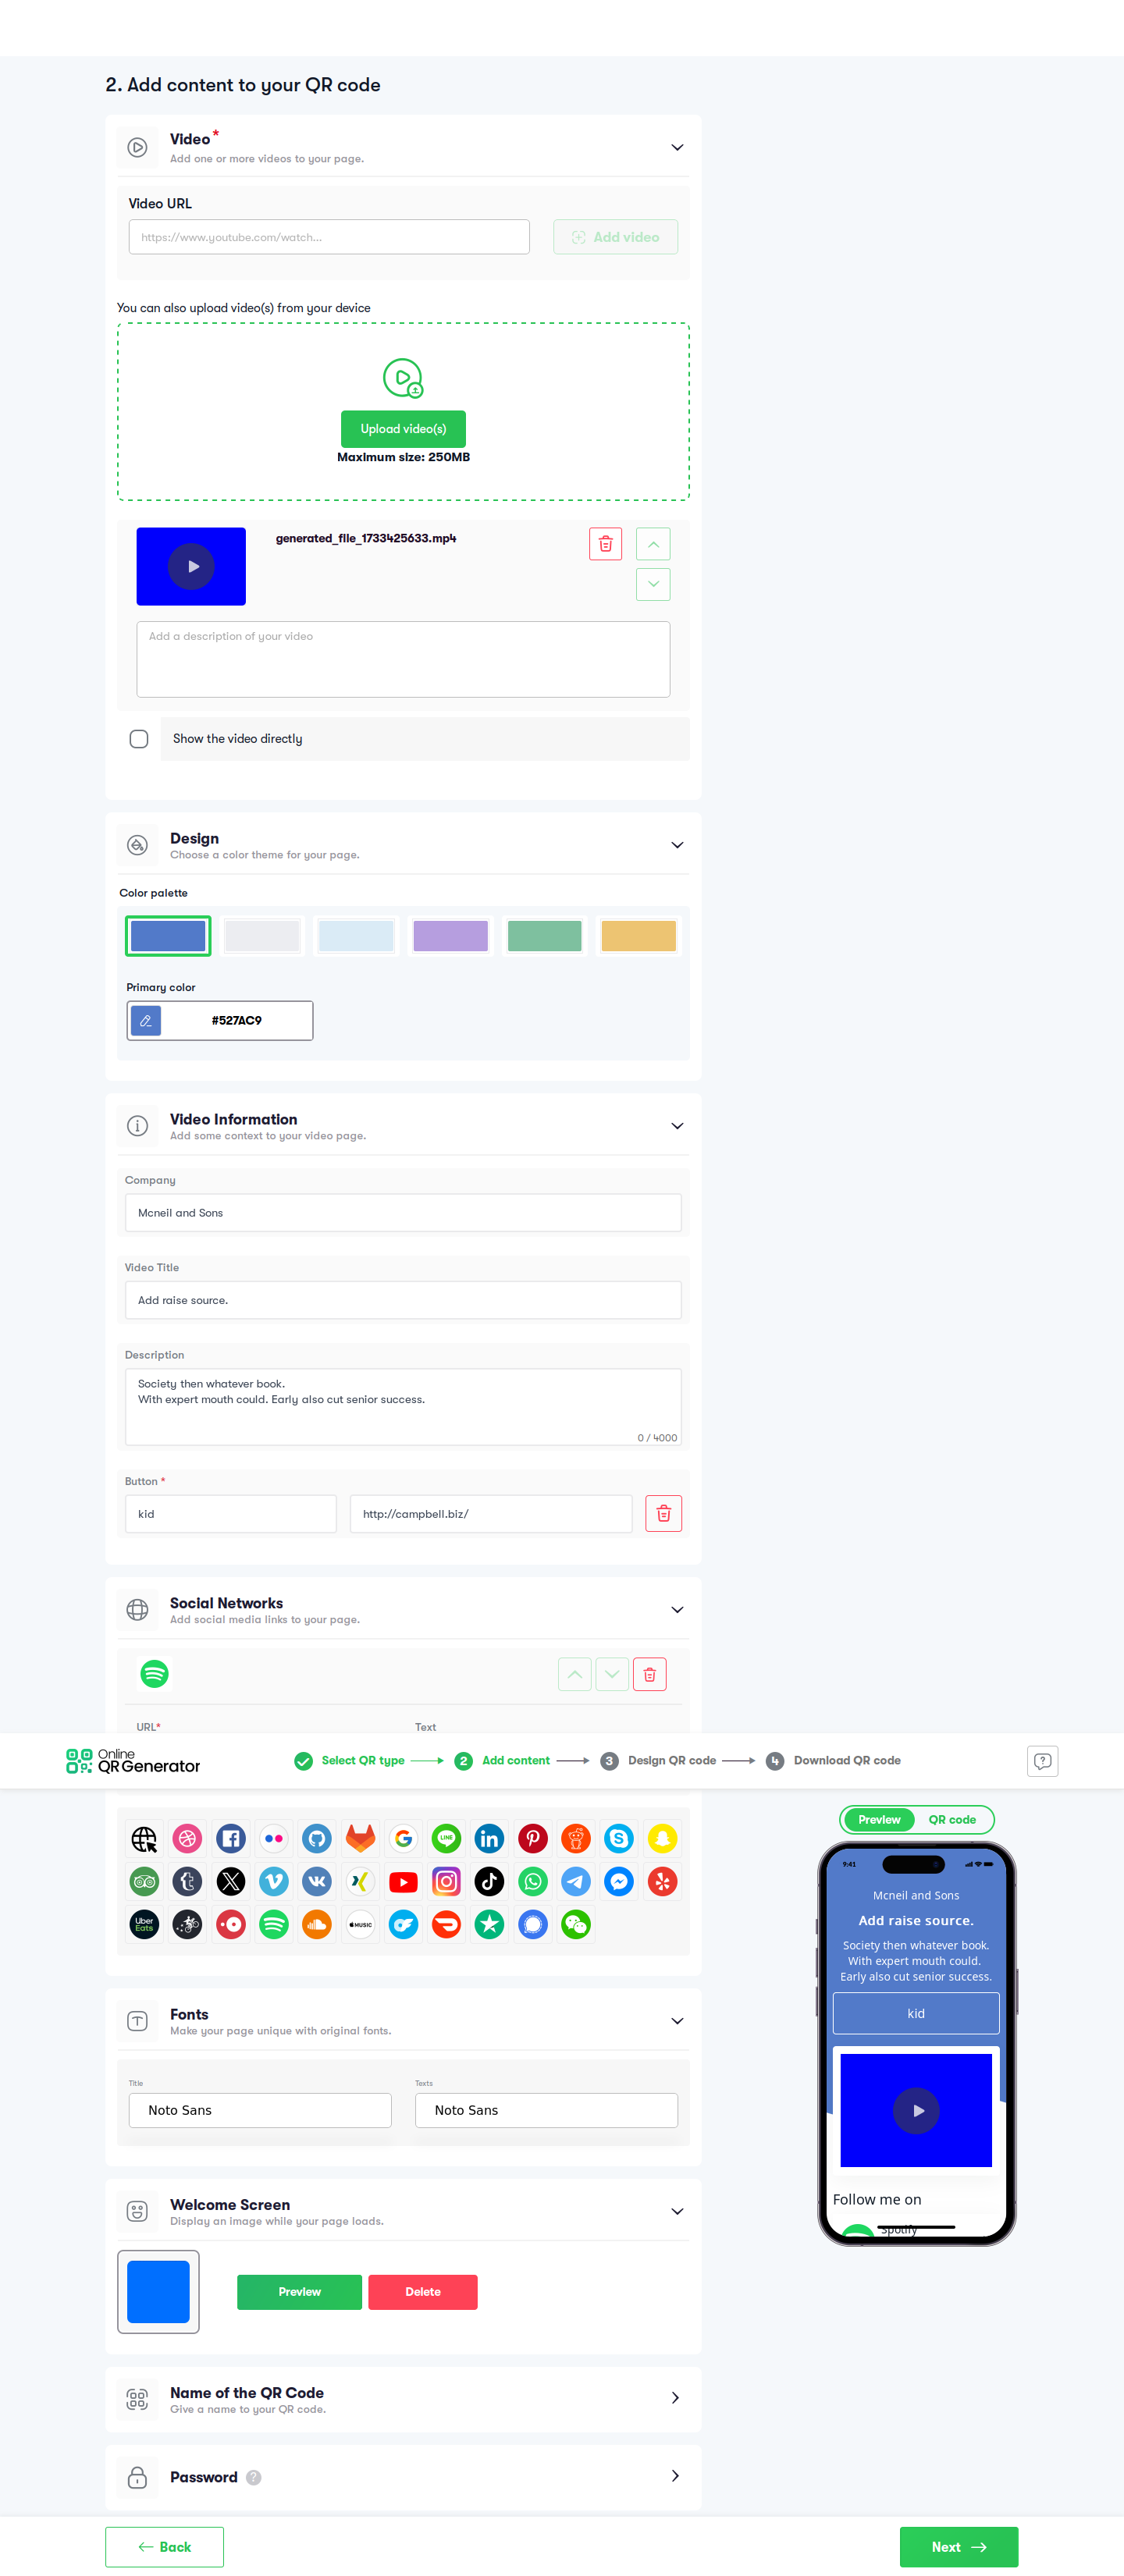 2. Add content to your QR code
Video *
Add one or more videos to your page.
Video URL
https://www.youtube.com/watch...
Add video
You can also upload video(s) from your device
Upload video(s)
Maximum size: 250MB
generated_file_1733425633.mp4
Add a description of your video
Show the video directly
Design
Choose a color theme for your page.
Color palette
Primary color
#527AC9
Video Information
Add some context to your video page.
Company
Mcneil and Sons
Video Title
Add raise source.
Description
Society then whatever book.
With expert mouth could. Early also cut senior success.
0 / 4000
Button *
kid
http://campbell.biz/
Social Networks
Add social media links to your page.
URL*
Text
Online
QR Generator
Select QR type
2 Add content
3 Design QR code
4 Download QR code
Preview
QR code
LINE
Uber
Eats
MUSIC
9:41
Mcneil and Sons
Add raise source.
Society then whatever book.
With expert mouth could.
Early also cut senior success.
kid
Follow me on
Spotify
Fonts
Make your page unique with original fonts.
Title
Texts
Noto Sans
Noto Sans
Welcome Screen
Display an image while your page loads.
Preview
Delete
Name of the QR Code
Give a name to your QR code.
Password ?
Back
Next